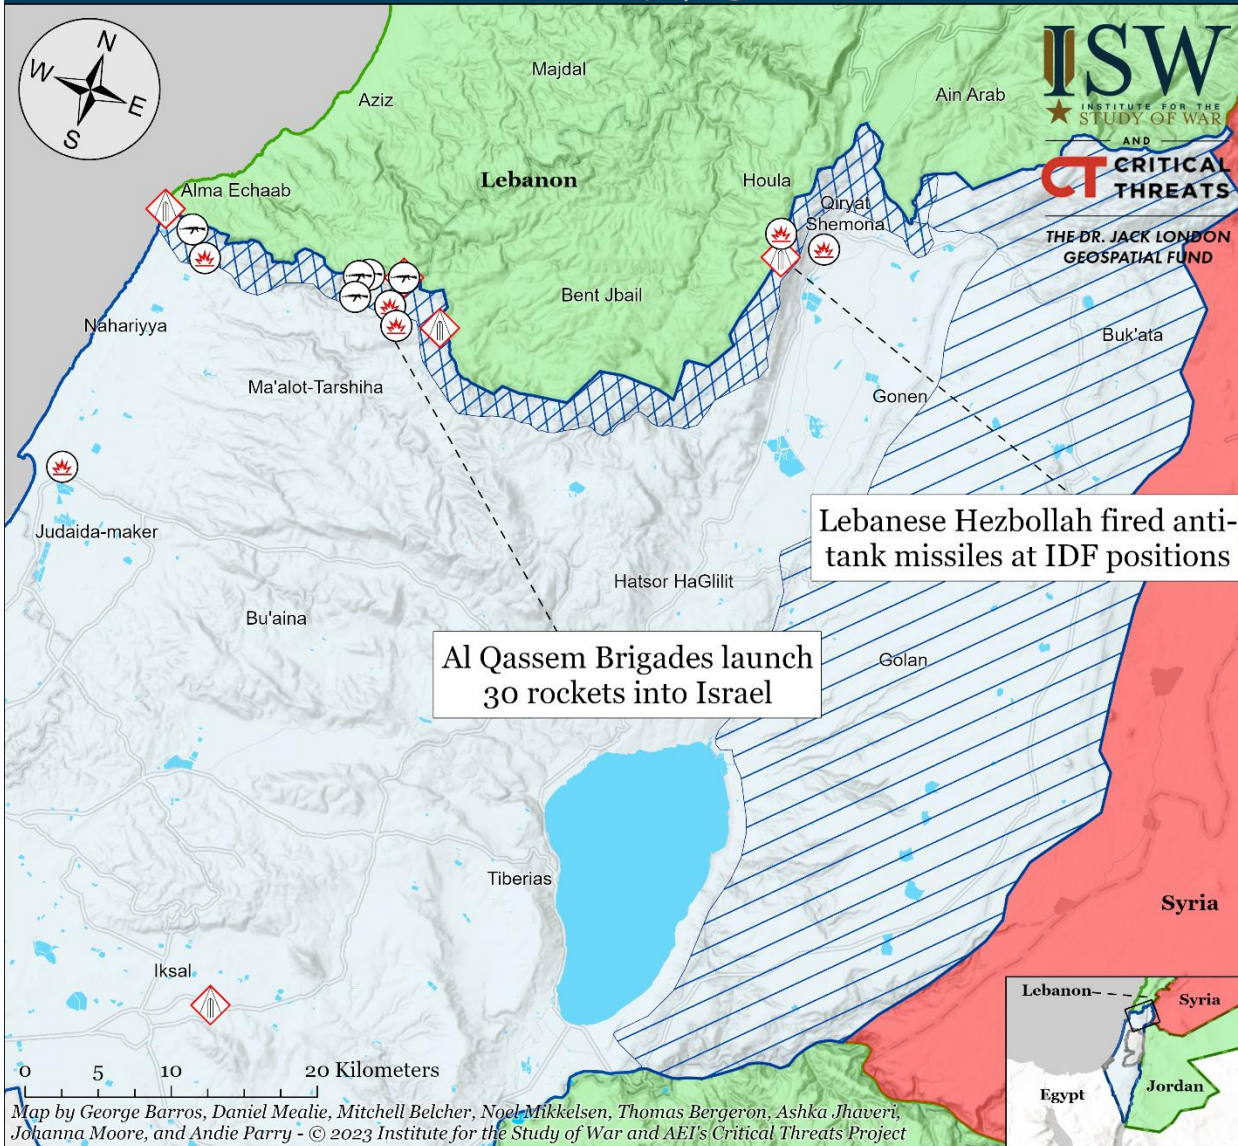 N
W
E
S
Majdal
Aziz
Ain Arab
ISW
INSTITUTE FOR THE
STUDY OF WAR
AND
CT CRITICAL
THREATS
THE DR. JACK LONDON
GEOSPATIAL FUND
Lebanon
Houla
Alma Echaab
Qiryat
Shemona
Bent Jbail
Nahariyya
Buk'ata
Ma'alot-Tarshiha
Gonen
Lebanese Hezbollah fired anti-
tank missiles at IDF positions
Judaida-maker
Hatsor HaGlilit
Bu'aina
Al Qassem Brigades launch
30 rockets into Israel
Golan
Tiberias
Syria
Iksal
Lebanon
Syria
Egypt
Jordan
0 5 10 20 Kilometers
Map by George Barros, Daniel Mealie, Mitchell Belcher, Noel Mikkelsen, Thomas Bergeron, Ashka Jhaveri,
Johanna Moore, and Andie Parry - © 2023 Institute for the Study of War and AEI's Critical Threats Project